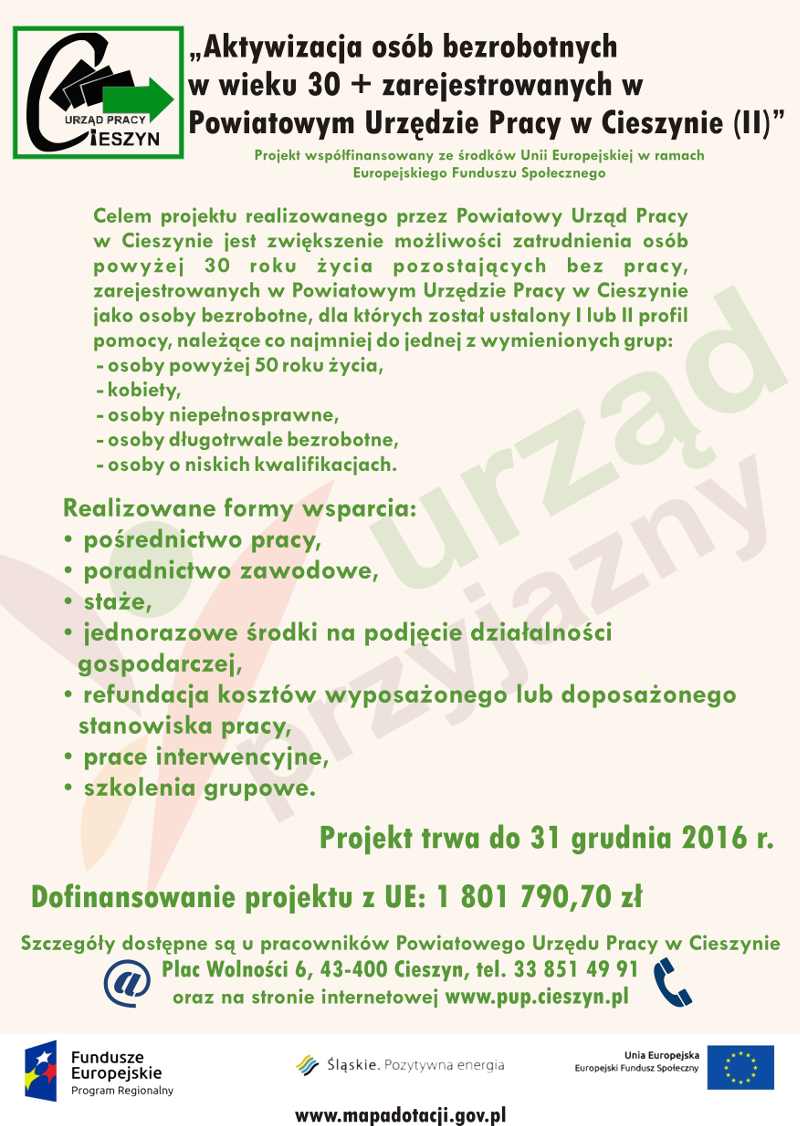 URZĄD PRACY
CIESZYN
„Aktywizacja osób bezrobotnych
w wieku 30 + zarejestrowanych w
Powiatowym Urzędzie Pracy w Cieszynie (II)”
Projekt współfinansowany ze środków Unii Europejskiej w ramach
Europejskiego Funduszu Społecznego
Celem projektu realizowanego przez Powiatowy Urząd Pracy
w Cieszynie jest zwiększenie możliwości zatrudnienia osób
powyżej 30 roku życia pozostających bez pracy,
zarejestrowanych w Powiatowym Urzędzie Pracy w Cieszynie
jako osoby bezrobotne, dla których został ustalony I lub II profil
pomocy, należące co najmniej do jednej z wymienionych grup:
- osoby powyżej 50 roku życia,
- kobiety,
- osoby niepełnosprawne,
- osoby długotrwale bezrobotne,
- osoby o niskich kwalifikacjach.
urząd
przyjazny
Realizowane formy wsparcia:
• pośrednictwo pracy,
• poradnictwo zawodowe,
• staże,
• jednorazowe środki na podjęcie działalności
gospodarczej,
• refundacja kosztów wyposażonego lub doposażonego
stanowiska pracy,
• prace interwencyjne,
• szkolenia grupowe.
Projekt trwa do 31 grudnia 2016 r.
Dofinansowanie projektu z UE: 1 801 790,70 zł
Szczegóły dostępne są u pracowników Powiatowego Urzędu Pracy w Cieszynie
@ Plac Wolności 6, 43-400 Cieszyn, tel. 33 851 49 91
oraz na stronie internetowej www.pup.cieszyn.pl
Fundusze
Europejskie
Program Regionalny
Śląskie. Pozytywna energia
Unia Europejska
Europejski Fundusz Społeczny
www.mapadotacji.gov.pl